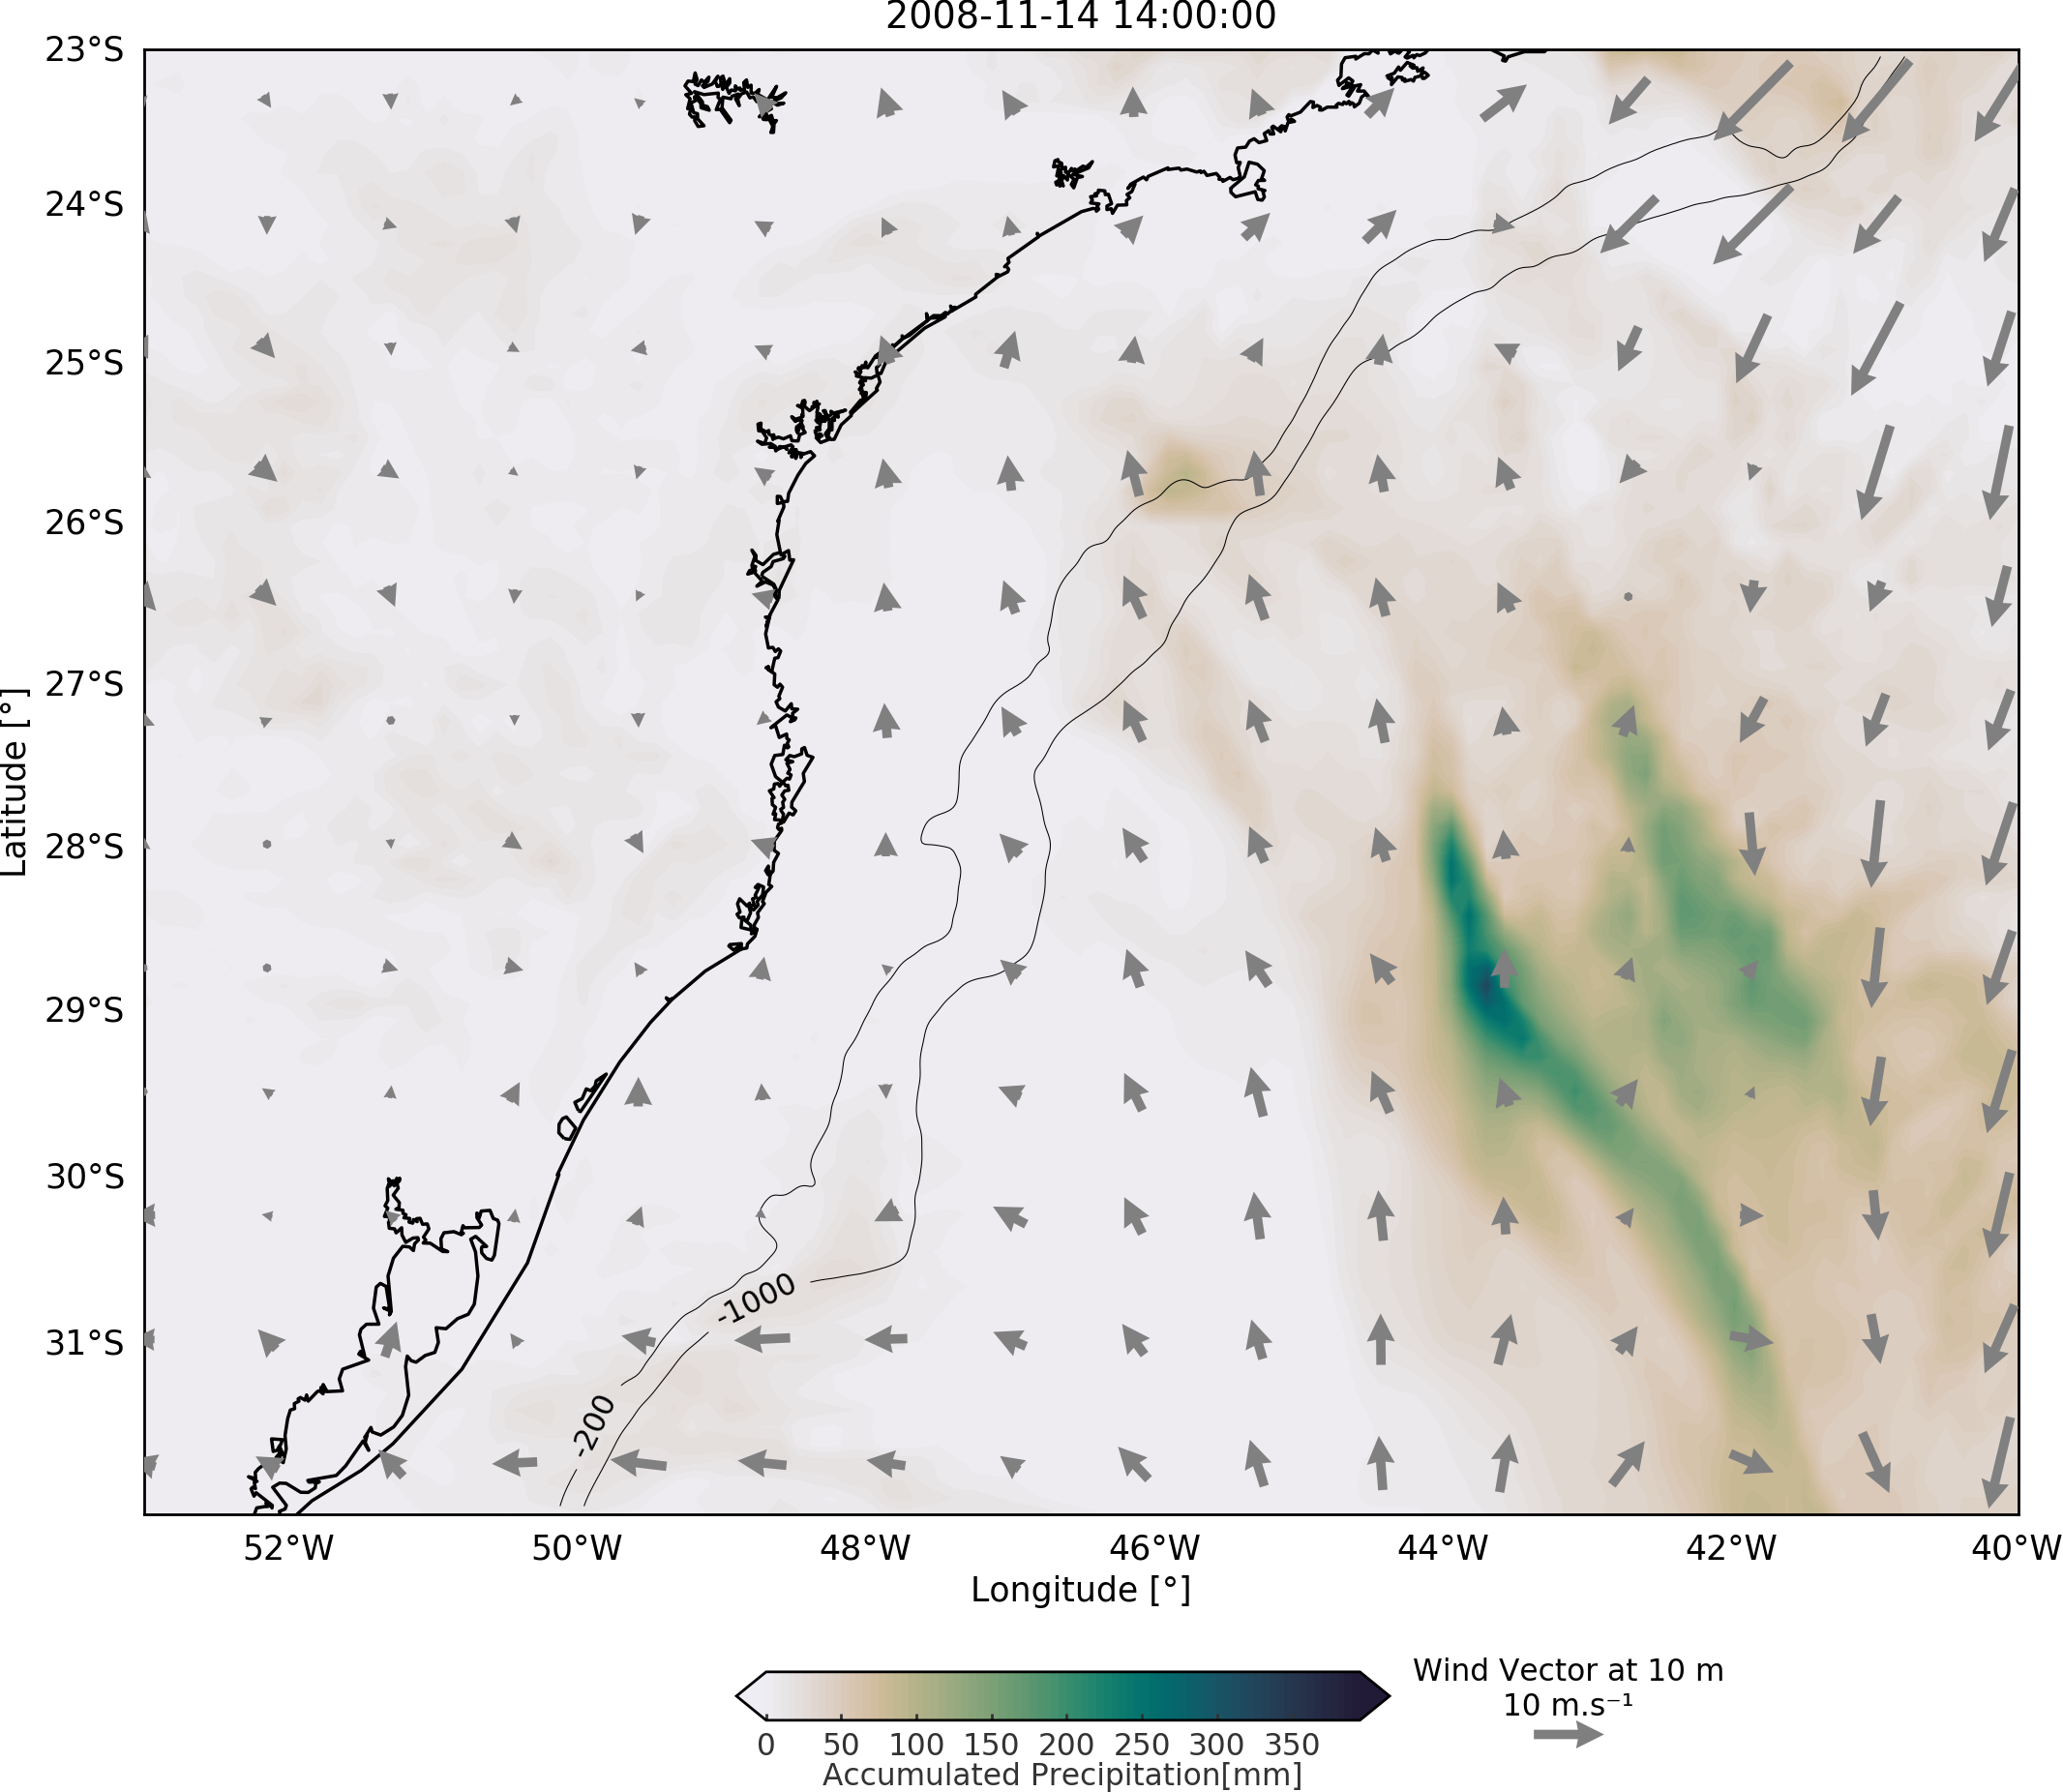 2008-11-14 14:00:00
23°S
24°S
25°S
26°S
27°S
28°S
29°S
30°S
31°S
Latitude [°]
-1000
-200
52°W 50°W 48°W 46°W 44°W 42°W 40°W
Longitude [°]
0 50 100 150 200 250 300 350
Accumulated Precipitation[mm]
Wind Vector at 10 m
10 m.s⁻¹